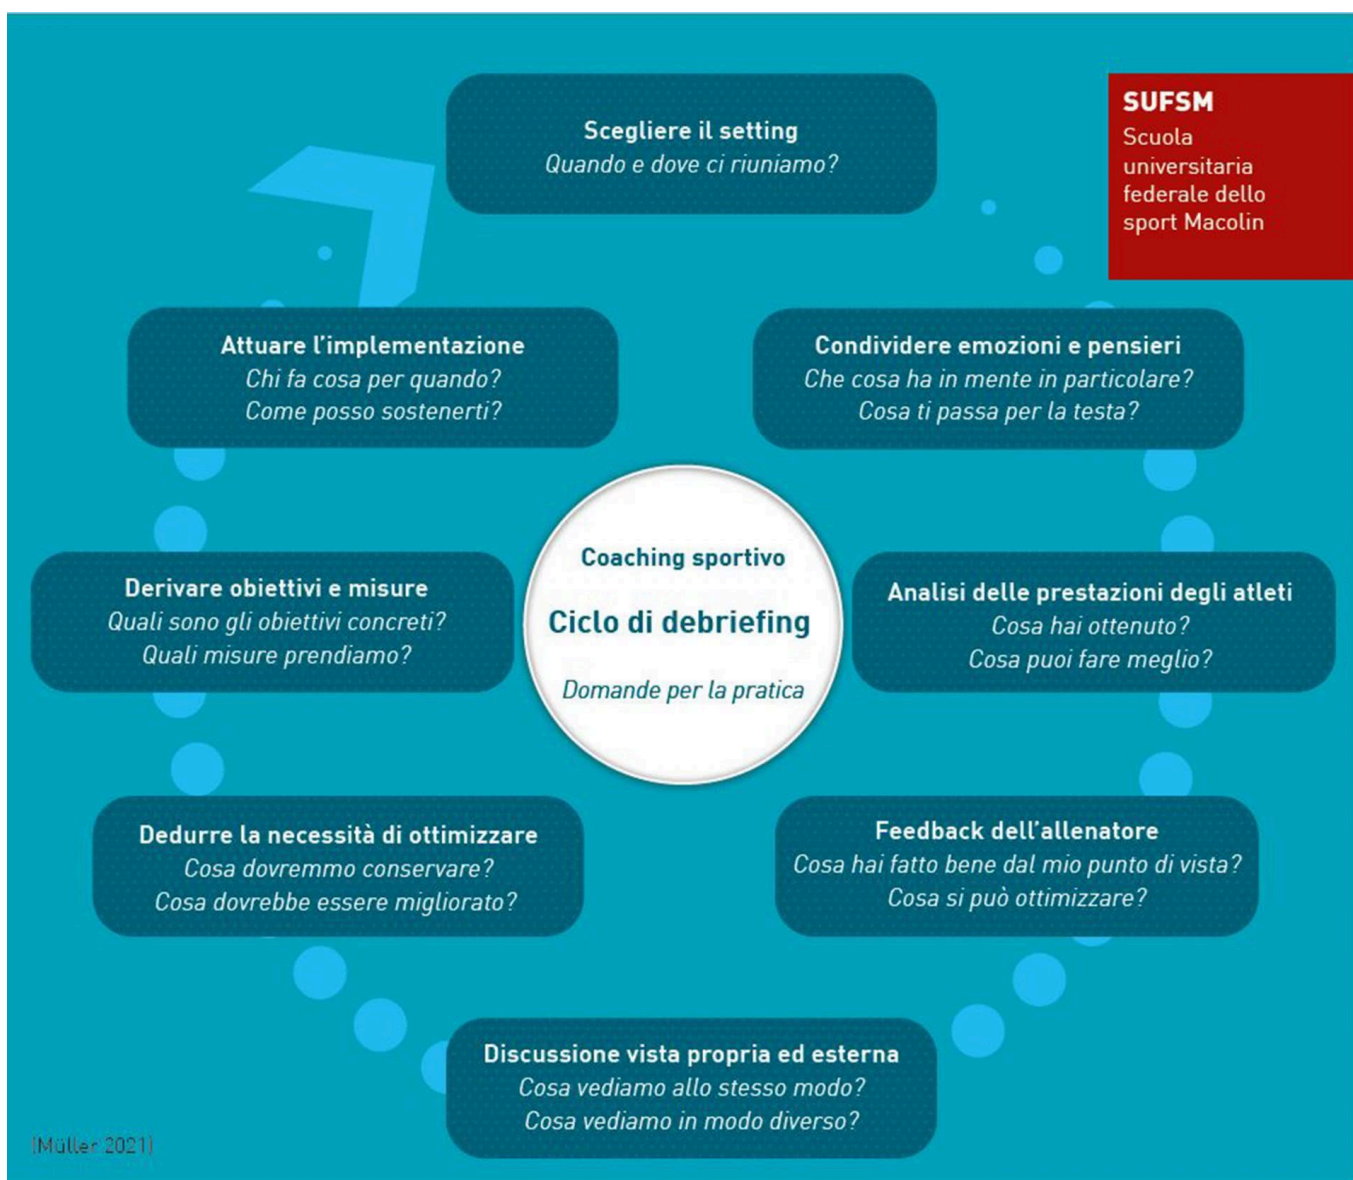 Scegliere il setting
Quando e dove ci riuniamo?
SUFSM
Scuola
universitaria
federale dello
sport Macolin
Attuare l'implementazione
Chi fa cosa per quando?
Come posso sostenerti?
Condividere emozioni e pensieri
Che cosa ha in mente in particolare?
Cosa ti passa per la testa?
Coaching sportivo
Ciclo di debriefing
Domande per la pratica
Derivare obiettivi e misure
Quali sono gli obiettivi concreti?
Quali misure prendiamo?
Analisi delle prestazioni degli atleti
Cosa hai ottenuto?
Cosa puoi fare meglio?
Dedurre la necessità di ottimizzare
Cosa dovremmo conservare?
Cosa dovrebbe essere migliorato?
Feedback dell'allenatore
Cosa hai fatto bene dal mio punto di vista?
Cosa si può ottimizzare?
Discussione vista propria ed esterna
Cosa vediamo allo stesso modo?
Cosa vediamo in modo diverso?
(Müller 2021)